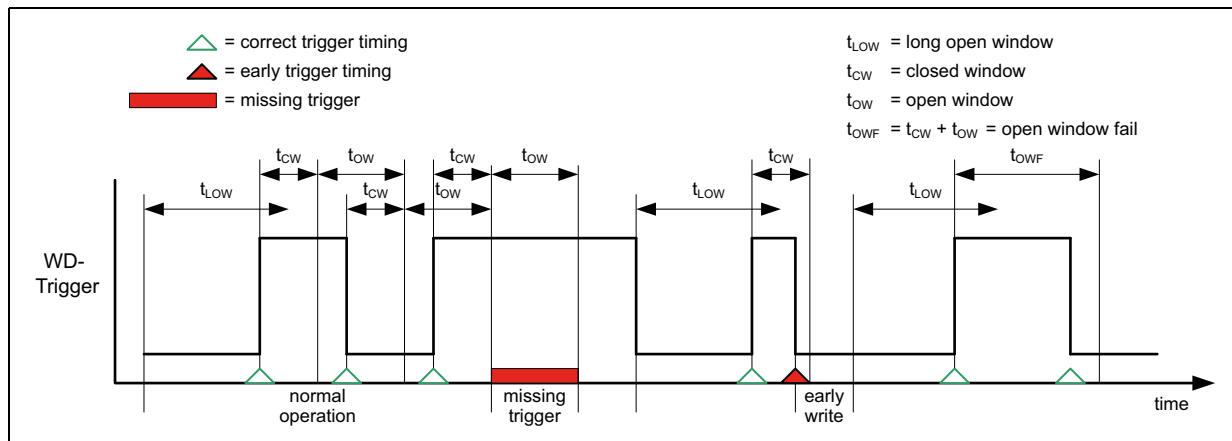 = correct trigger timing
= early trigger timing
= missing trigger
tLOW = long open window
tCW = closed window
tOW = open window
tOWF = tCW + tOW = open window fail
tCW
tOW
tCW
tOW
tCW
tOWF
tLOW
tCW
tOW
tLOW
tLOW
WD-
Trigger
normal
operation
missing
trigger
early
write
time